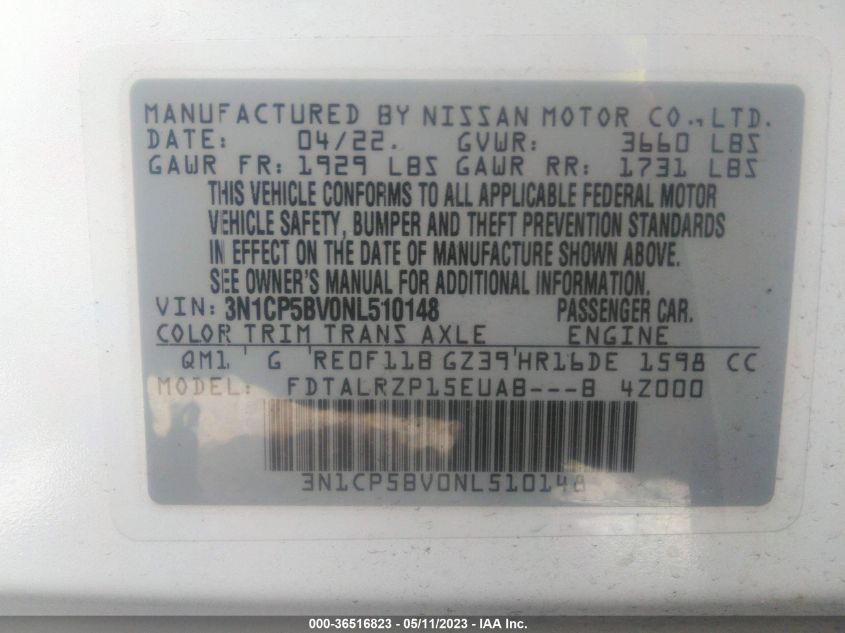 MANUFACTURED BY NISSAN MOTOR CO., LTD.
DATE: 04/22. GVWR: 3660 LBS
GAWR FR: 1929 LBS GAWR RR: 1731 LBS
THIS VEHICLE CONFORMS TO ALL APPLICABLE FEDERAL MOTOR
VEHICLE SAFETY, BUMPER AND THEFT PREVENTION STANDARDS
IN EFFECT ON THE DATE OF MANUFACTURE SHOWN ABOVE.
SEE OWNER'S MANUAL FOR ADDITIONAL INFORMATION.
VIN: 3N1CP5BV0NL510148 PASSENGER CAR.
COLOR TRIM TRANS AXLE ENGINE
QM1 G RE0F11B GZ39 HR16DE 1598 CC
MODEL: FDTALRZP15EUAB---B 4Z000
3N1CP5BV0NL510148
000-36516823 - 05/11/2023 - IAA Inc.